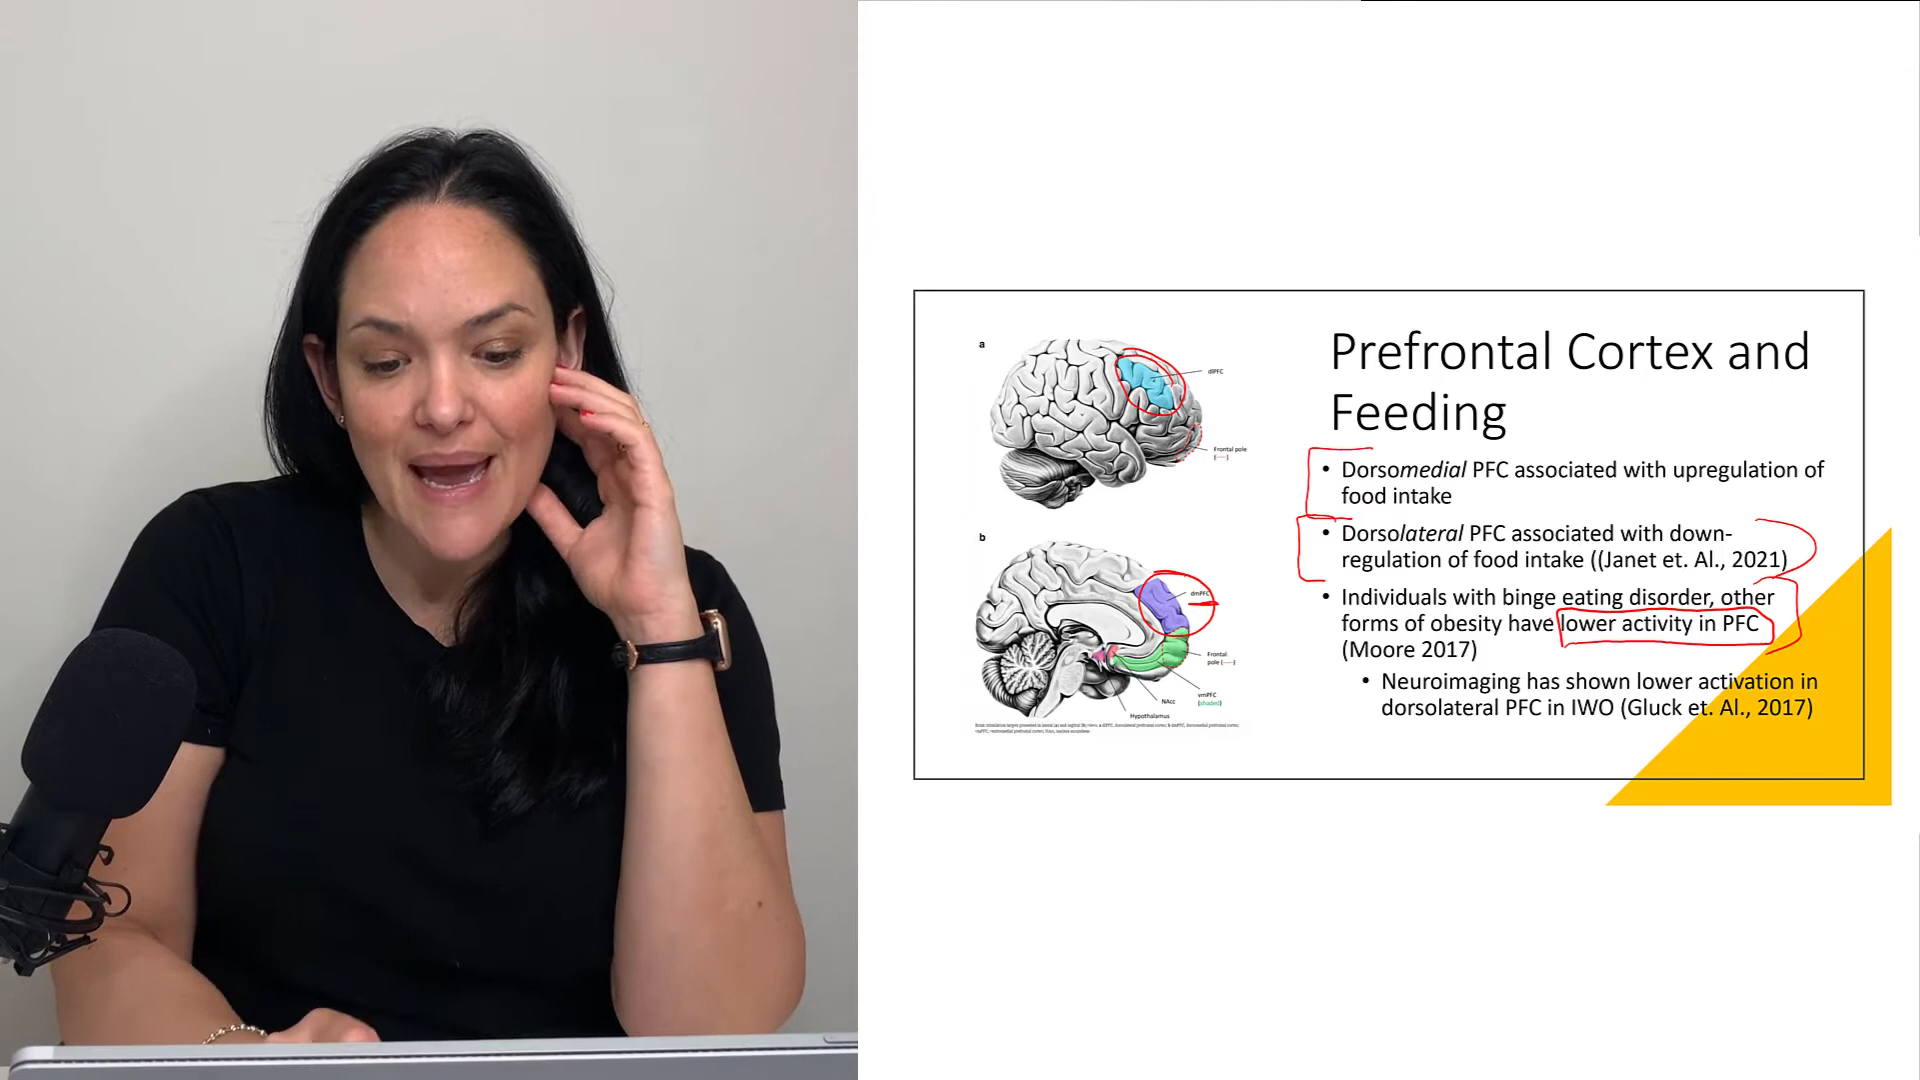 Prefrontal Cortex and
Feeding
• Dorsomedial PFC associated with upregulation of
food intake
• Dorsolateral PFC associated with down-
regulation of food intake ((Janet et. Al., 2021)
• Individuals with binge eating disorder, other
forms of obesity have lower activity in PFC
(Moore 2017)
• Neuroimaging has shown lower activation in
dorsolateral PFC in IWO (Gluck et. Al., 2017)
a
dlPFC
Frontal pole
b
dmPFC
Frontal
pole
vmPFC
(shaded)
NAcc
Hypothalamus